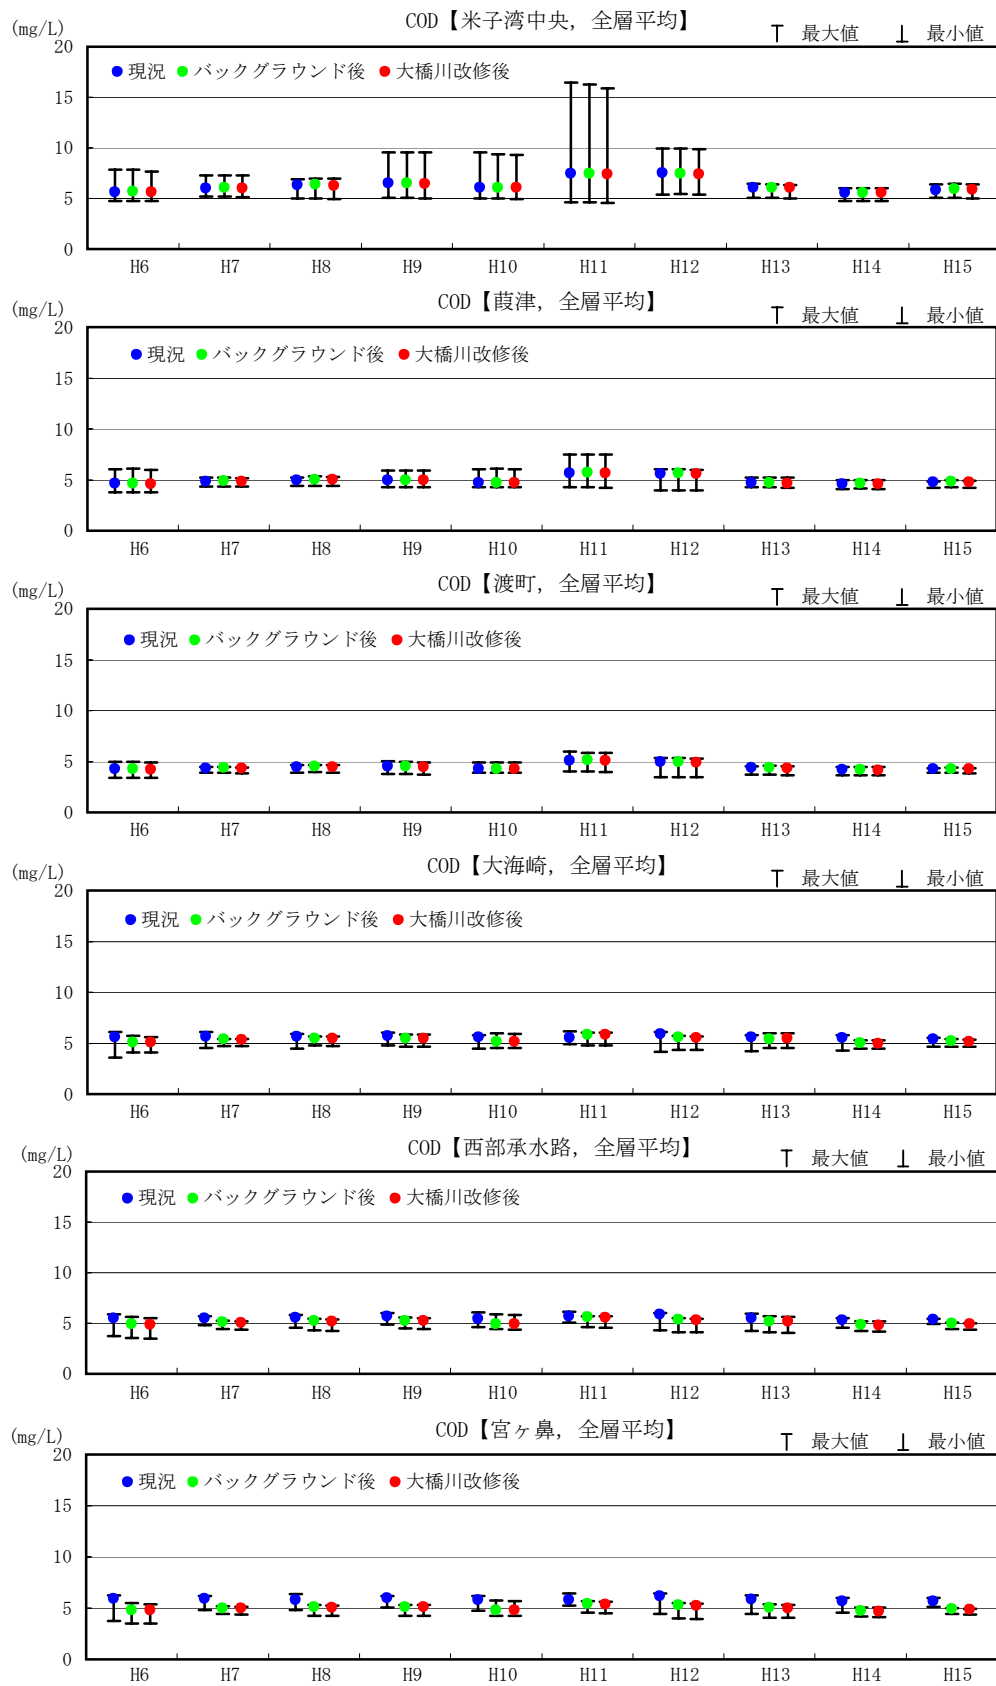 COD【米子湾中央, 全層平均】
(mg/L) 最大値 最小値
20
● 現況 ● バックグラウンド後 ● 大橋川改修後
15
10
5
0
H6 H7 H8 H9 H10 H11 H12 H13 H14 H15
COD【葭津, 全層平均】
(mg/L) 最大値 最小値
20
● 現況 ● バックグラウンド後 ● 大橋川改修後
15
10
5
0
H6 H7 H8 H9 H10 H11 H12 H13 H14 H15
COD【渡町, 全層平均】
(mg/L) 最大値 最小値
20
● 現況 ● バックグラウンド後 ● 大橋川改修後
15
10
5
0
H6 H7 H8 H9 H10 H11 H12 H13 H14 H15
COD【大海崎, 全層平均】
(mg/L) 最大値 最小値
20
● 現況 ● バックグラウンド後 ● 大橋川改修後
15
10
5
0
H6 H7 H8 H9 H10 H11 H12 H13 H14 H15
COD【西部承水路, 全層平均】
(mg/L) 最大値 最小値
20
● 現況 ● バックグラウンド後 ● 大橋川改修後
15
10
5
0
H6 H7 H8 H9 H10 H11 H12 H13 H14 H15
COD【宮ヶ鼻, 全層平均】
(mg/L) 最大値 最小値
20
● 現況 ● バックグラウンド後 ● 大橋川改修後
15
10
5
0
H6 H7 H8 H9 H10 H11 H12 H13 H14 H15